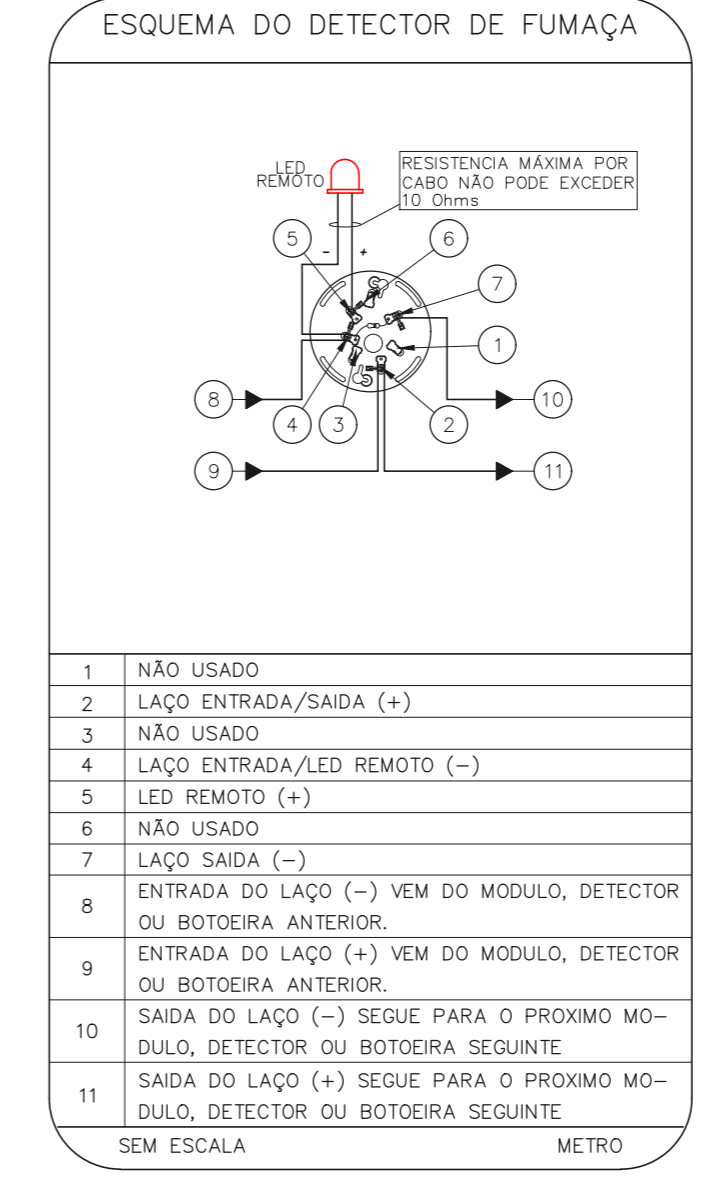 ESQUEMA DO DETECTOR DE FUMAÇA
LED
REMOTO
RESISTENCIA MÁXIMA POR
CABO NÃO PODE EXCEDER
10 Ohms
5
6
- +
7
1
8
10
4
3
2
9
11
1 NÃO USADO
2 LAÇO ENTRADA/SAIDA (+)
3 NÃO USADO
4 LAÇO ENTRADA/LED REMOTO (-)
5 LED REMOTO (+)
6 NÃO USADO
7 LAÇO SAIDA (-)
8 ENTRADA DO LAÇO (-) VEM DO MODULO, DETECTOR
OU BOTOEIRA ANTERIOR.
9 ENTRADA DO LAÇO (+) VEM DO MODULO, DETECTOR
OU BOTOEIRA ANTERIOR.
10 SAIDA DO LAÇO (-) SEGUE PARA O PROXIMO MO-
DULO, DETECTOR OU BOTOEIRA SEGUINTE
11 SAIDA DO LAÇO (+) SEGUE PARA O PROXIMO MO-
DULO, DETECTOR OU BOTOEIRA SEGUINTE
SEM ESCALA METRO